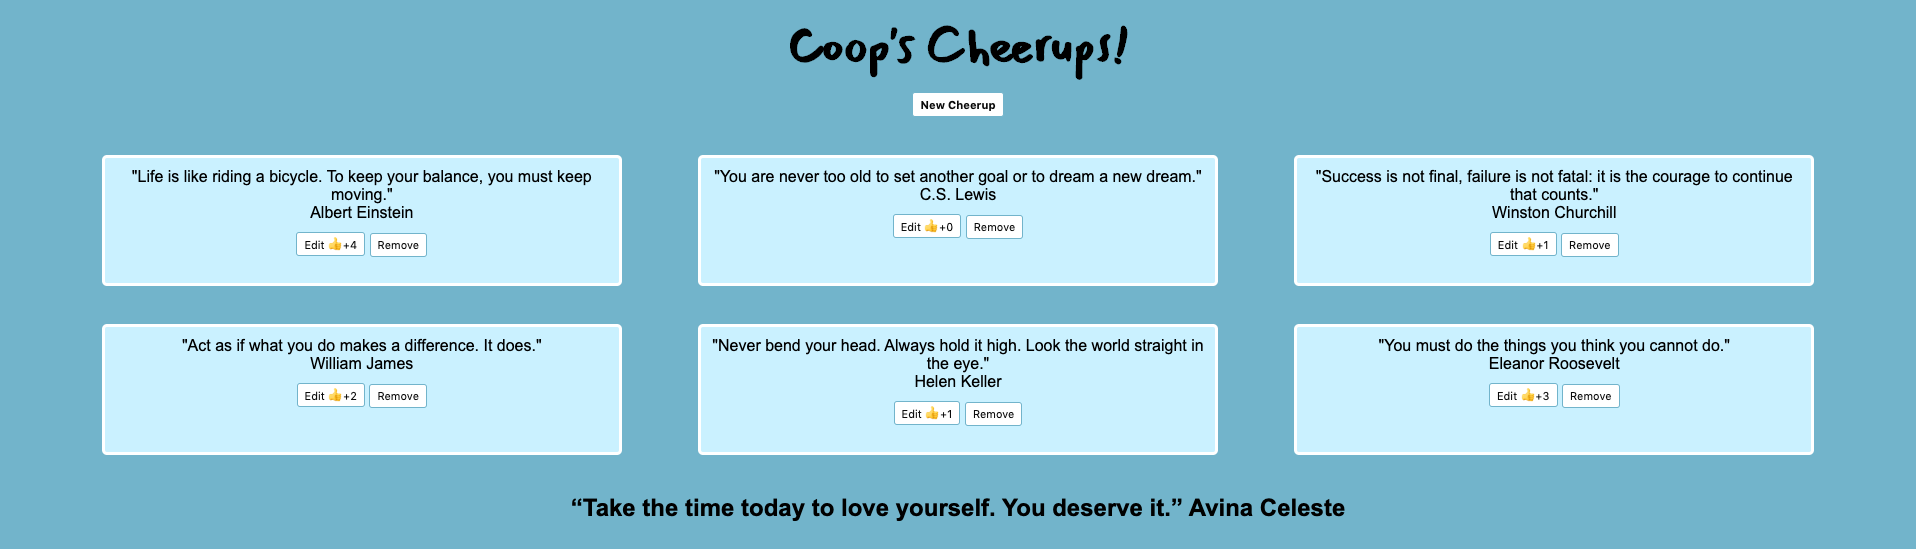 Coop's Cheerups!
New Cheerup
"Life is like riding a bicycle. To keep your balance, you must keep
moving."
Albert Einstein
Edit 👍+4 Remove
"You are never too old to set another goal or to dream a new dream."
C.S. Lewis
Edit 👍+0 Remove
"Success is not final, failure is not fatal: it is the courage to continue
that counts."
Winston Churchill
Edit 👍+1 Remove
"Act as if what you do makes a difference. It does."
William James
Edit 👍+2 Remove
"Never bend your head. Always hold it high. Look the world straight in
the eye."
Helen Keller
Edit 👍+1 Remove
"You must do the things you think you cannot do."
Eleanor Roosevelt
Edit 👍+3 Remove
“Take the time today to love yourself. You deserve it.” Avina Celeste